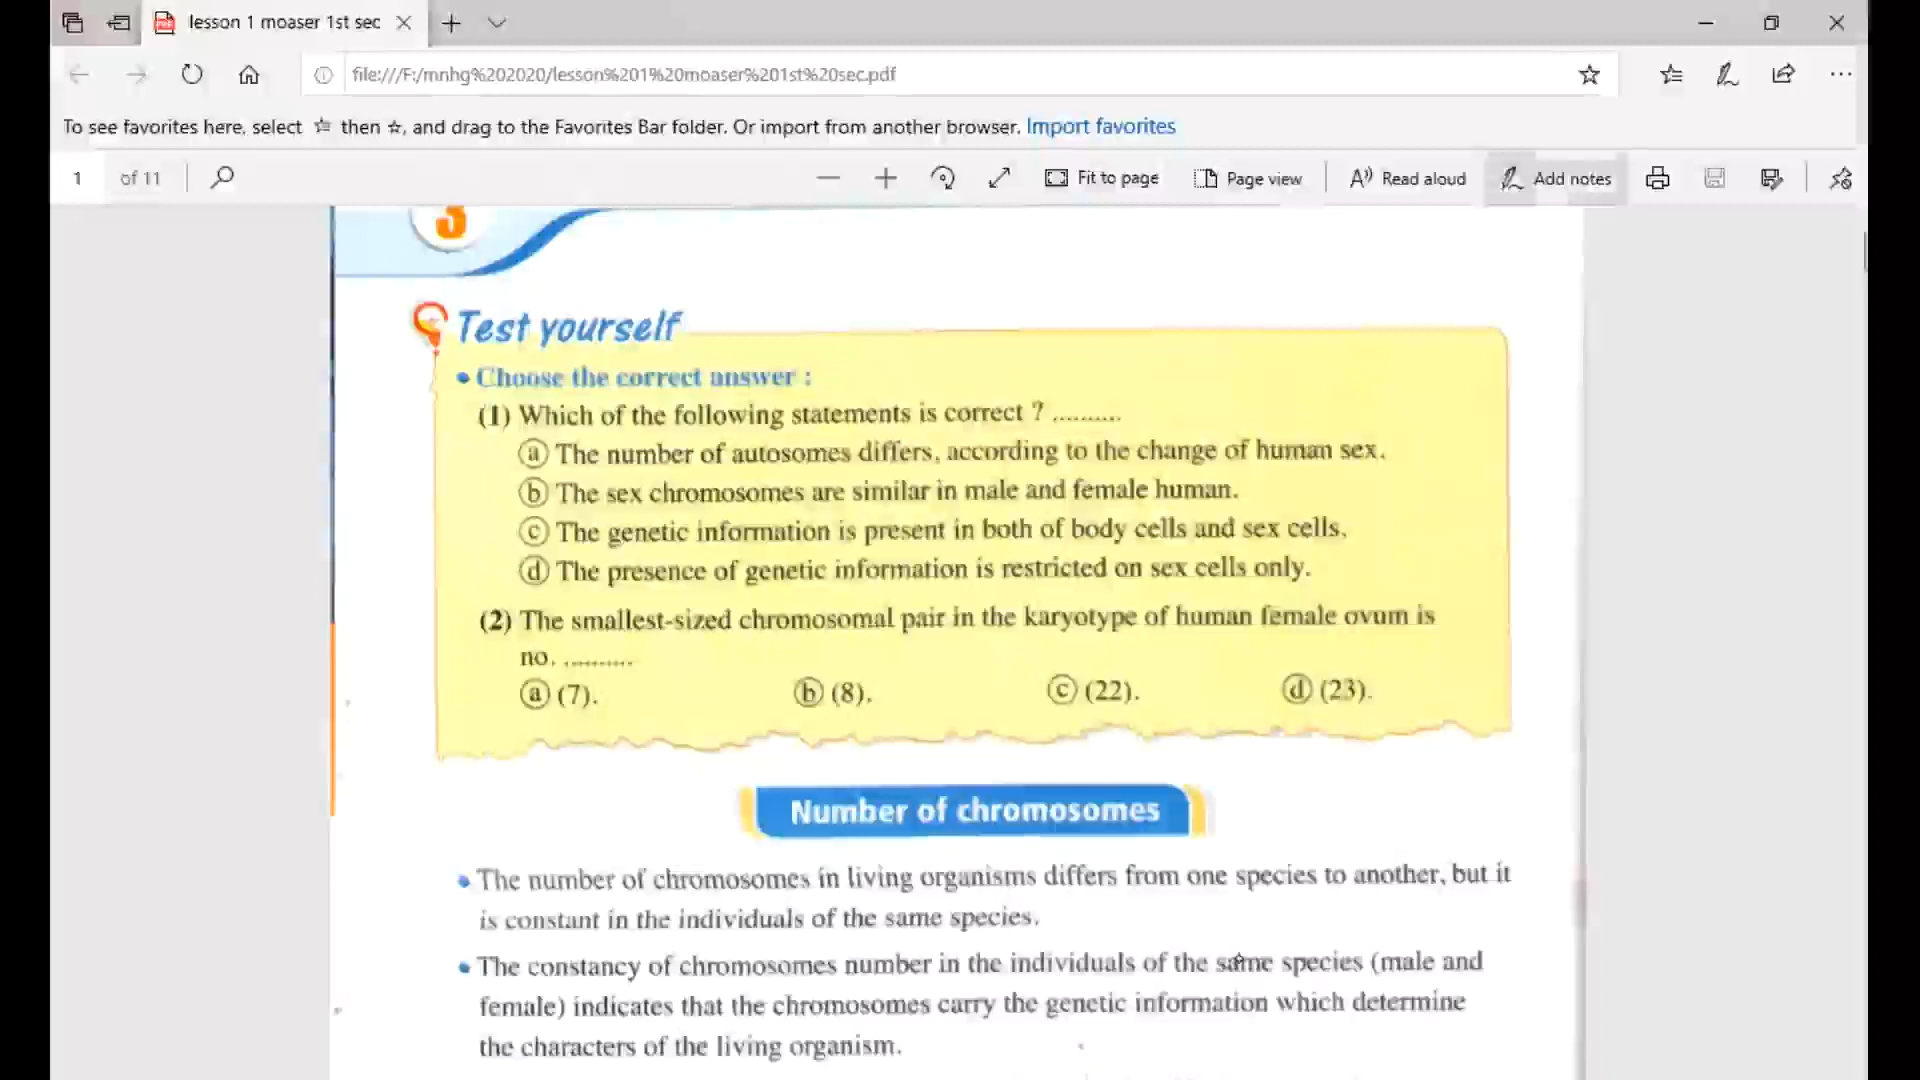 lesson 1 moaser 1st sec
file:///F:/mnhg%202020/lesson%201%20moaser%201st%20sec.pdf
To see favorites here, select then ☆, and drag to the Favorites Bar folder. Or import from another browser. Import favorites
1 of 11 Fit to page Page view Read aloud Add notes
3
Test yourself
• Choose the correct answer :
(1) Which of the following statements is correct ? ..........
ⓐ The number of autosomes differs, according to the change of human sex.
ⓑ The sex chromosomes are similar in male and female human.
ⓒ The genetic information is present in both of body cells and sex cells.
ⓓ The presence of genetic information is restricted on sex cells only.
(2) The smallest-sized chromosomal pair in the karyotype of human female ovum is
no. ..........
ⓐ (7). ⓑ (8). ⓒ (22). ⓓ (23).
Number of chromosomes
• The number of chromosomes in living organisms differs from one species to another, but it
is constant in the individuals of the same species.
• The constancy of chromosomes number in the individuals of the same species (male and
female) indicates that the chromosomes carry the genetic information which determine
the characters of the living organism.